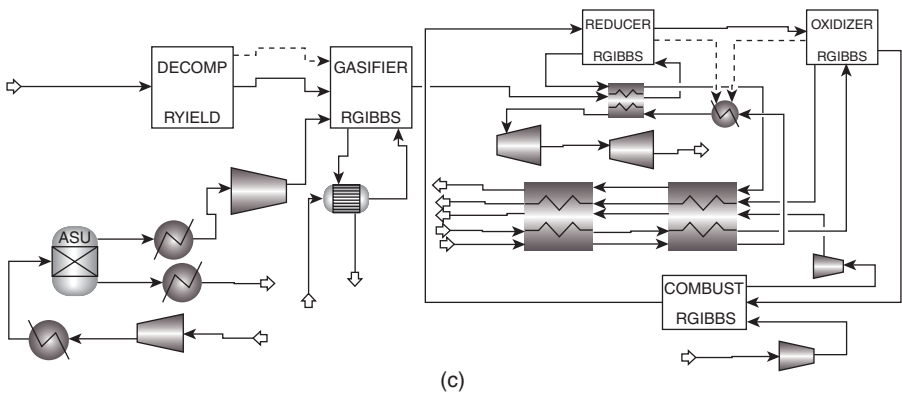 REDUCER
RGIBBS
OXIDIZER
RGIBBS
DECOMP
RYIELD
GASIFIER
RGIBBS
ASU
COMBUST
RGIBBS
(c)